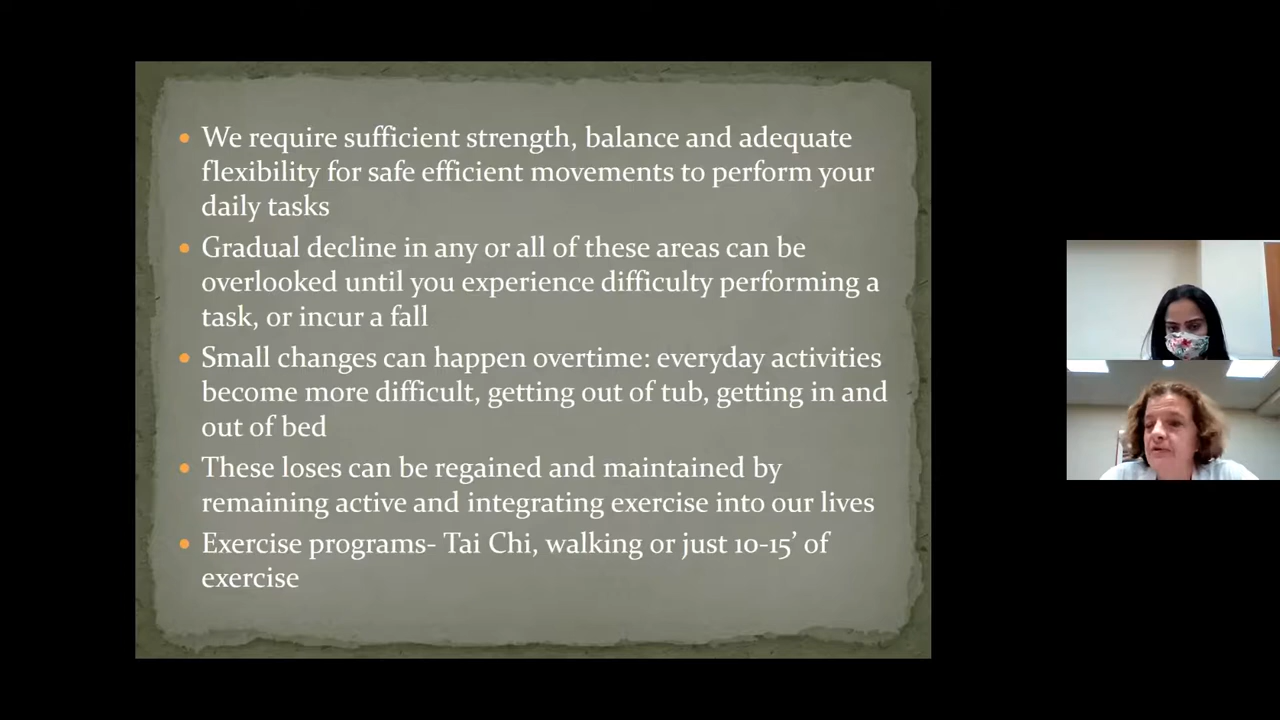 • We require sufficient strength, balance and adequate
flexibility for safe efficient movements to perform your
daily tasks
• Gradual decline in any or all of these areas can be
overlooked until you experience difficulty performing a
task, or incur a fall
• Small changes can happen overtime: everyday activities
become more difficult, getting out of tub, getting in and
out of bed
• These loses can be regained and maintained by
remaining active and integrating exercise into our lives
• Exercise programs- Tai Chi, walking or just 10-15’ of
exercise